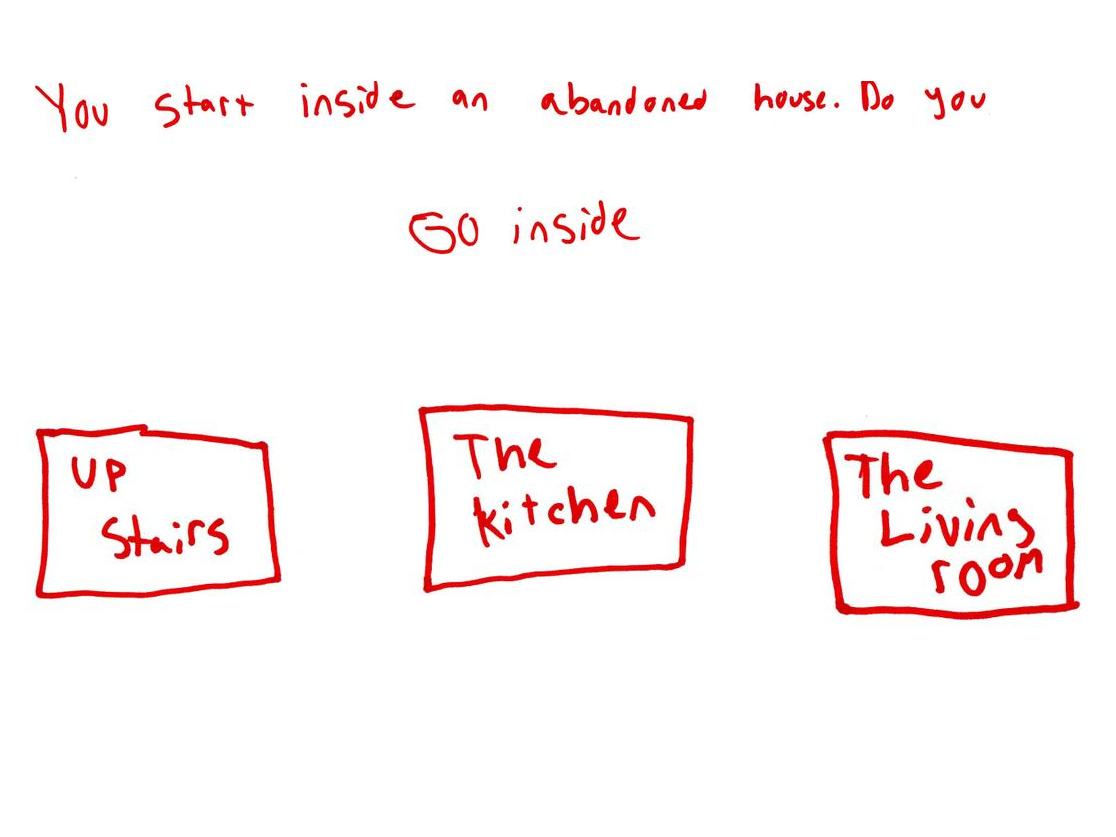 You start inside an abandoned house. Do you
Go inside
UP
Stairs
The
kitchen
The
Living
room